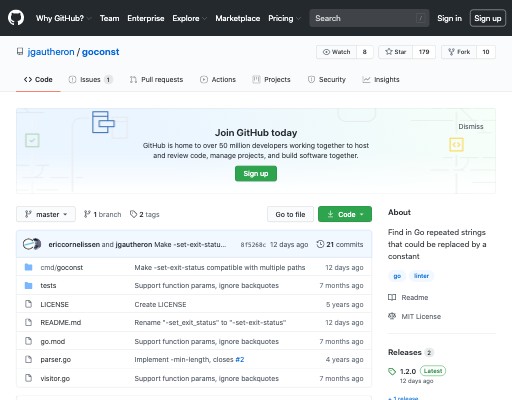 Why GitHub? Team Enterprise Explore Marketplace Pricing Search / Sign in Sign up
jgautheron / goconst Watch 8 Star 179 Fork 10
Code Issues 1 Pull requests Actions Projects Security Insights
Dismiss
Join GitHub today
GitHub is home to over 50 million developers working together to host
and review code, manage projects, and build software together.
Sign up
master 1 branch 2 tags Go to file Code
ericcornelissen and jgautheron Make -set-exit-statu... 8f5268c 12 days ago 21 commits
cmd/goconst Make -set-exit-status compatible with multiple paths 12 days ago
tests Support function params, ignore backquotes 7 months ago
LICENSE Create LICENSE 5 years ago
README.md Rename "-set_exit_status" to "-set-exit-status" 12 days ago
go.mod Support function params, ignore backquotes 7 months ago
parser.go Implement -min-length, closes #2 4 years ago
visitor.go Support function params, ignore backquotes 7 months ago
About
Find in Go repeated strings
that could be replaced by a
constant
go linter
Readme
MIT License
Releases 2
1.2.0 Latest
12 days ago
+ 1 release